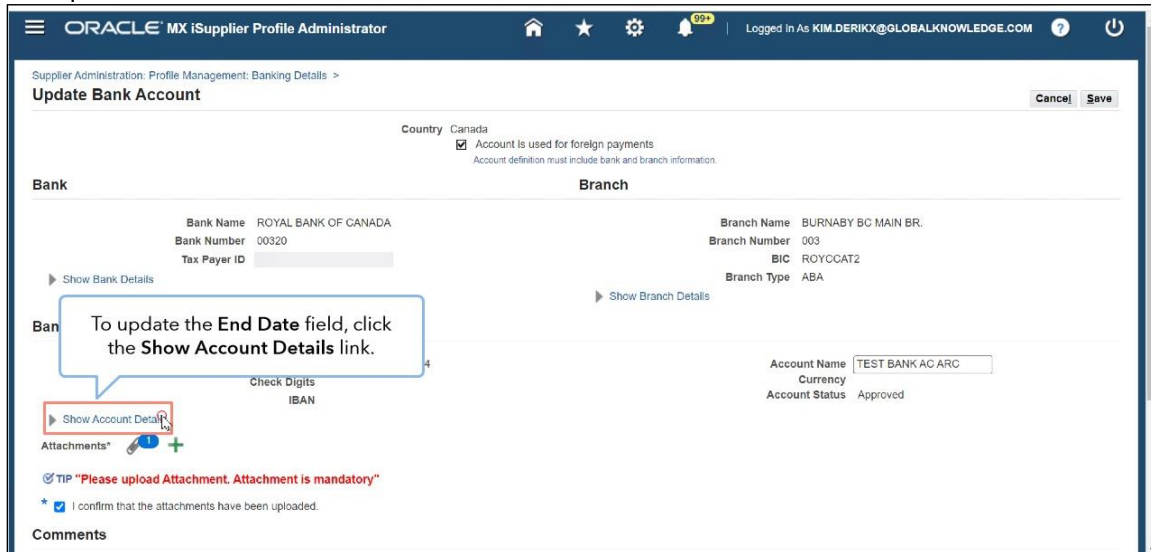 ORACLE MX iSupplier Profile Administrator
99+
Logged In As KIM.DERIKX@GLOBALKNOWLEDGE.COM ?
Supplier Administration: Profile Management: Banking Details >
Update Bank Account
Cancel Save
Country Canada
Account is used for foreign payments
Account definition must include bank and branch information.
Bank
Branch
Bank Name ROYAL BANK OF CANADA
Bank Number 00320
Tax Payer ID
Show Bank Details
Branch Name BURNABY BC MAIN BR.
Branch Number 003
BIC ROYCCAT2
Branch Type ABA
Show Branch Details
Ban
To update the End Date field, click
the Show Account Details link.
4
Check Digits
IBAN
Account Name TEST BANK AC ARC
Currency
Account Status Approved
Show Account Detail
Attachments* 1
TIP "Please upload Attachment. Attachment is mandatory"
* I confirm that the attachments have been uploaded.
Comments